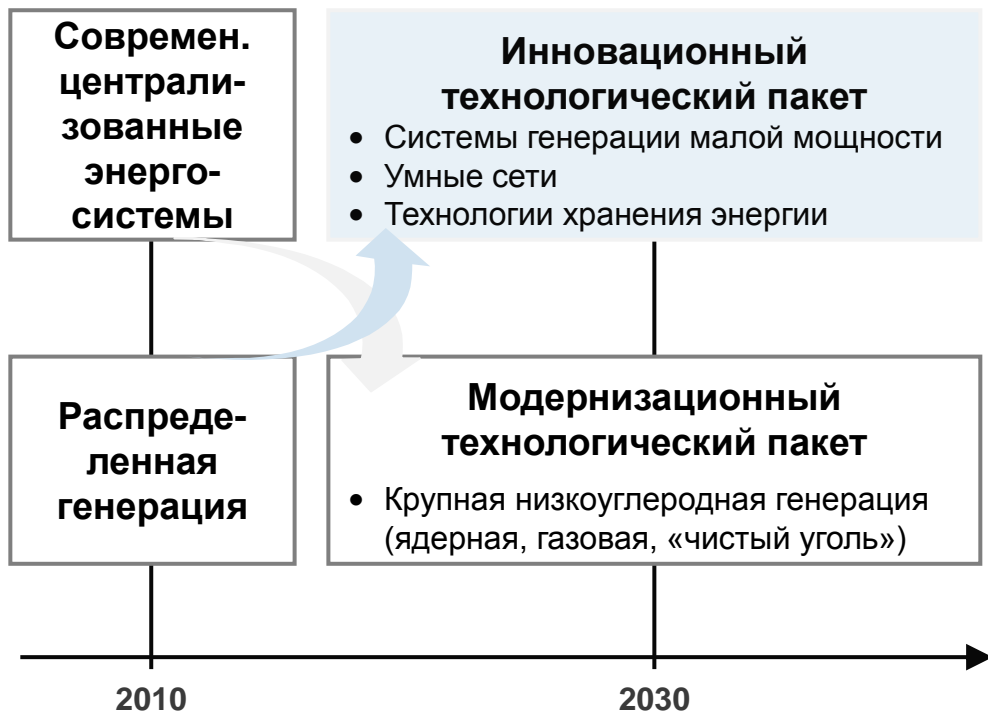 Современ.
централи-
зованные
энерго-
системы
Инновационный
технологический пакет
• Системы генерации малой мощности
• Умные сети
• Технологии хранения энергии
Распреде-
ленная
генерация
Модернизационный
технологический пакет
• Крупная низкоуглеродная генерация
(ядерная, газовая, «чистый уголь»)
2010
2030